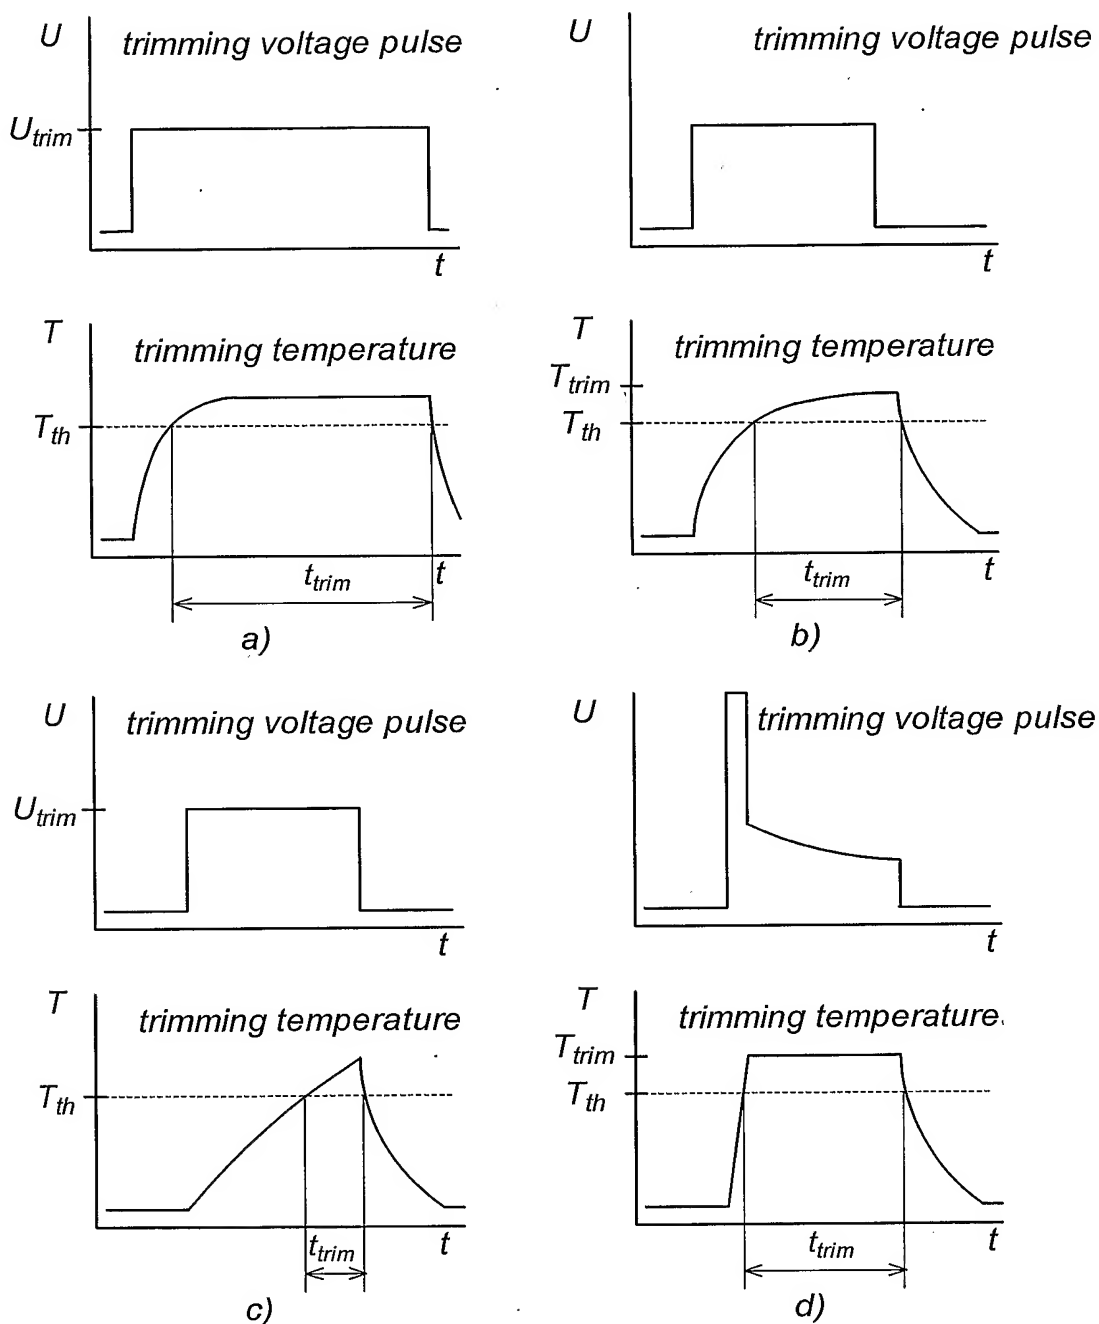 U trimming voltage pulse
U_trim
t
T trimming temperature
T_th
t_trim t
a)
U trimming voltage pulse
t
T trimming temperature
T_trim
T_th
t_trim t
b)
U trimming voltage pulse
U_trim
t
T trimming temperature
T_th
t_trim t
c)
U trimming voltage pulse
t
T trimming temperature
T_trim
T_th
t_trim t
d)